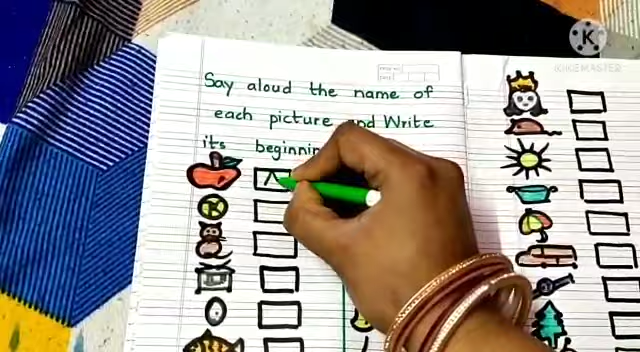 Say aloud the name of
each picture and Write
its beginnin
K
KINEMASTER